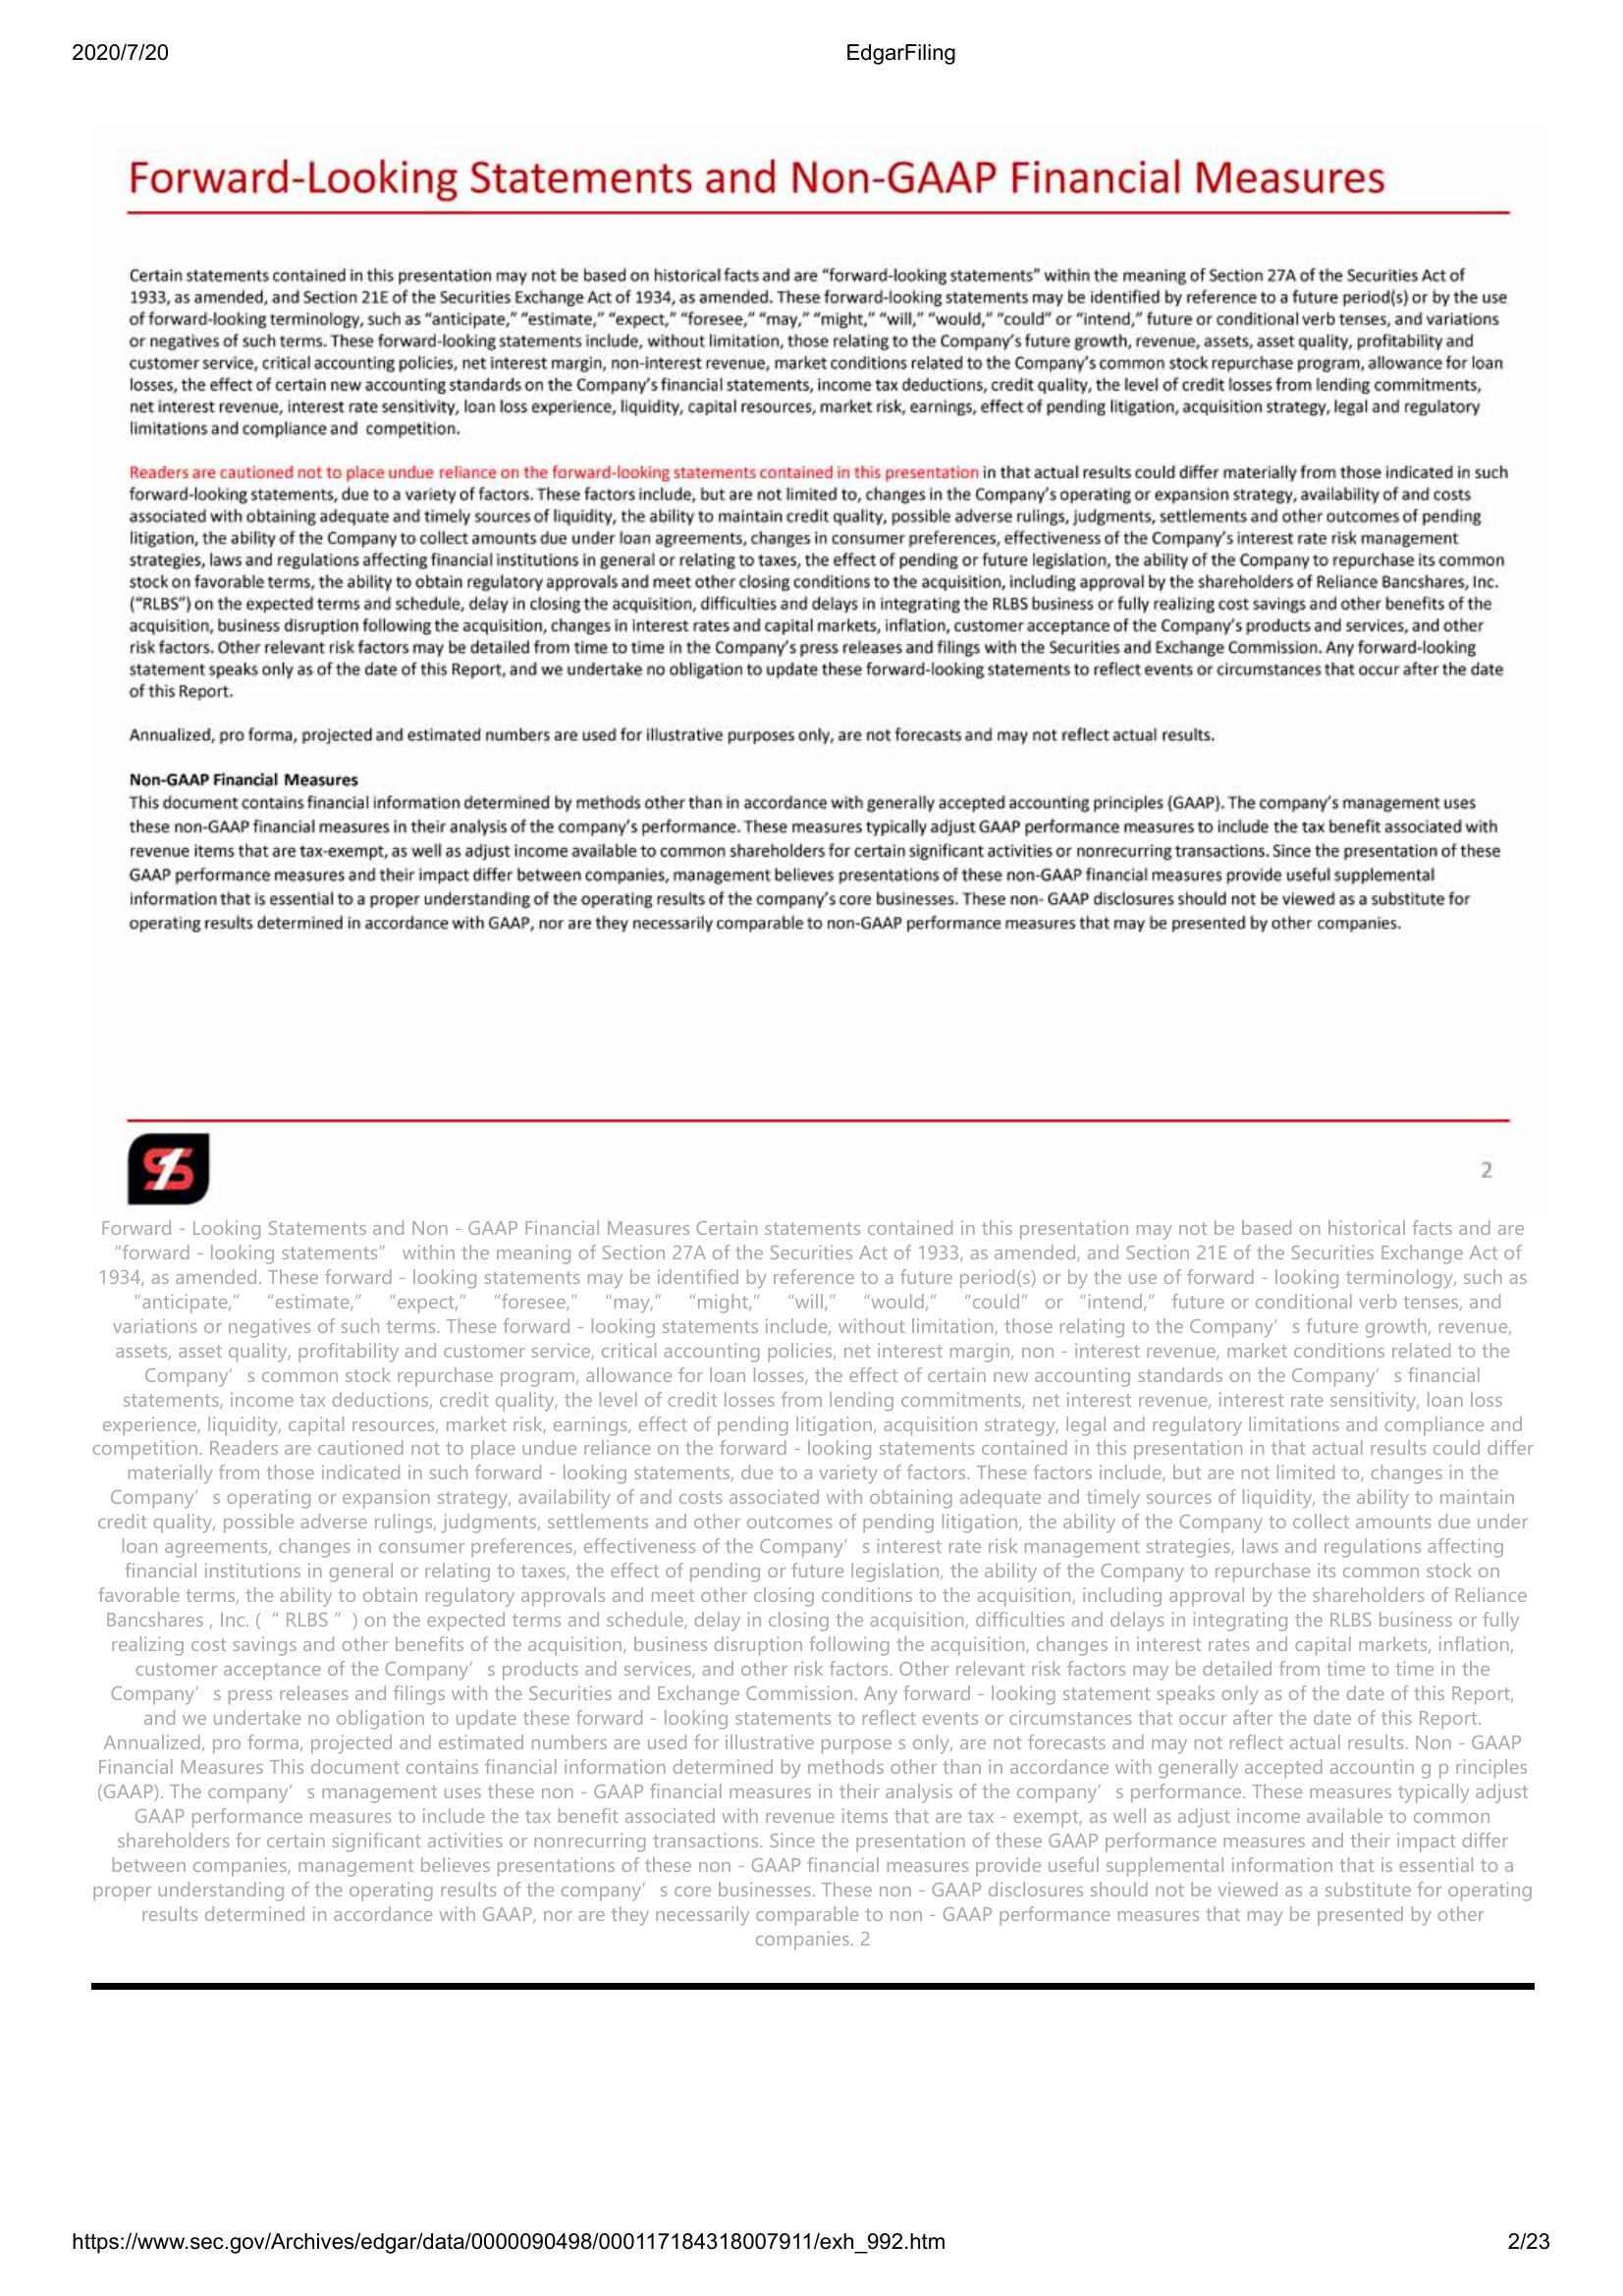 2020/7/20
EdgarFiling
Forward-Looking Statements and Non-GAAP Financial Measures
Certain statements contained in this presentation may not be based on historical facts and are “forward-looking statements” within the meaning of Section 27A of the Securities Act of
1933, as amended, and Section 21E of the Securities Exchange Act of 1934, as amended. These forward-looking statements may be identified by reference to a future period(s) or by the use
of forward-looking terminology, such as “anticipate,” “estimate,” “expect,” “foresee,” “may,” “might,” “will,” “would,” “could” or “intend,” future or conditional verb tenses, and variations
or negatives of such terms. These forward-looking statements include, without limitation, those relating to the Company’s future growth, revenue, assets, asset quality, profitability and
customer service, critical accounting policies, net interest margin, non-interest revenue, market conditions related to the Company’s common stock repurchase program, allowance for loan
losses, the effect of certain new accounting standards on the Company’s financial statements, income tax deductions, credit quality, the level of credit losses from lending commitments,
net interest revenue, interest rate sensitivity, loan loss experience, liquidity, capital resources, market risk, earnings, effect of pending litigation, acquisition strategy, legal and regulatory
limitations and compliance and competition.
Readers are cautioned not to place undue reliance on the forward-looking statements contained in this presentation in that actual results could differ materially from those indicated in such
forward-looking statements, due to a variety of factors. These factors include, but are not limited to, changes in the Company’s operating or expansion strategy, availability of and costs
associated with obtaining adequate and timely sources of liquidity, the ability to maintain credit quality, possible adverse rulings, judgments, settlements and other outcomes of pending
litigation, the ability of the Company to collect amounts due under loan agreements, changes in consumer preferences, effectiveness of the Company’s interest rate risk management
strategies, laws and regulations affecting financial institutions in general or relating to taxes, the effect of pending or future legislation, the ability of the Company to repurchase its common
stock on favorable terms, the ability to obtain regulatory approvals and meet other closing conditions to the acquisition, including approval by the shareholders of Reliance Bancshares, Inc.
(“RLBS”) on the expected terms and schedule, delay in closing the acquisition, difficulties and delays in integrating the RLBS business or fully realizing cost savings and other benefits of the
acquisition, business disruption following the acquisition, changes in interest rates and capital markets, inflation, customer acceptance of the Company’s products and services, and other
risk factors. Other relevant risk factors may be detailed from time to time in the Company’s press releases and filings with the Securities and Exchange Commission. Any forward-looking
statement speaks only as of the date of this Report, and we undertake no obligation to update these forward-looking statements to reflect events or circumstances that occur after the date
of this Report.
Annualized, pro forma, projected and estimated numbers are used for illustrative purposes only, are not forecasts and may not reflect actual results.
Non-GAAP Financial Measures
This document contains financial information determined by methods other than in accordance with generally accepted accounting principles (GAAP). The company’s management uses
these non-GAAP financial measures in their analysis of the company’s performance. These measures typically adjust GAAP performance measures to include the tax benefit associated with
revenue items that are tax-exempt, as well as adjust income available to common shareholders for certain significant activities or nonrecurring transactions. Since the presentation of these
GAAP performance measures and their impact differ between companies, management believes presentations of these non-GAAP financial measures provide useful supplemental
information that is essential to a proper understanding of the operating results of the company’s core businesses. These non- GAAP disclosures should not be viewed as a substitute for
operating results determined in accordance with GAAP, nor are they necessarily comparable to non-GAAP performance measures that may be presented by other companies.
2
Forward - Looking Statements and Non - GAAP Financial Measures Certain statements contained in this presentation may not be based on historical facts and are
“forward - looking statements” within the meaning of Section 27A of the Securities Act of 1933, as amended, and Section 21E of the Securities Exchange Act of
1934, as amended. These forward - looking statements may be identified by reference to a future period(s) or by the use of forward - looking terminology, such as
“anticipate,” “estimate,” “expect,” “foresee,” “may,” “might,” “will,” “would,” “could” or “intend,” future or conditional verb tenses, and
variations or negatives of such terms. These forward - looking statements include, without limitation, those relating to the Company’ s future growth, revenue,
assets, asset quality, profitability and customer service, critical accounting policies, net interest margin, non - interest revenue, market conditions related to the
Company’ s common stock repurchase program, allowance for loan losses, the effect of certain new accounting standards on the Company’ s financial
statements, income tax deductions, credit quality, the level of credit losses from lending commitments, net interest revenue, interest rate sensitivity, loan loss
experience, liquidity, capital resources, market risk, earnings, effect of pending litigation, acquisition strategy, legal and regulatory limitations and compliance and
competition. Readers are cautioned not to place undue reliance on the forward - looking statements contained in this presentation in that actual results could differ
materially from those indicated in such forward - looking statements, due to a variety of factors. These factors include, but are not limited to, changes in the
Company’ s operating or expansion strategy, availability of and costs associated with obtaining adequate and timely sources of liquidity, the ability to maintain
credit quality, possible adverse rulings, judgments, settlements and other outcomes of pending litigation, the ability of the Company to collect amounts due under
loan agreements, changes in consumer preferences, effectiveness of the Company’ s interest rate risk management strategies, laws and regulations affecting
financial institutions in general or relating to taxes, the effect of pending or future legislation, the ability of the Company to repurchase its common stock on
favorable terms, the ability to obtain regulatory approvals and meet other closing conditions to the acquisition, including approval by the shareholders of Reliance
Bancshares , Inc. ( “ RLBS ” ) on the expected terms and schedule, delay in closing the acquisition, difficulties and delays in integrating the RLBS business or fully
realizing cost savings and other benefits of the acquisition, business disruption following the acquisition, changes in interest rates and capital markets, inflation,
customer acceptance of the Company’ s products and services, and other risk factors. Other relevant risk factors may be detailed from time to time in the
Company’ s press releases and filings with the Securities and Exchange Commission. Any forward - looking statement speaks only as of the date of this Report,
and we undertake no obligation to update these forward - looking statements to reflect events or circumstances that occur after the date of this Report.
Annualized, pro forma, projected and estimated numbers are used for illustrative purpose s only, are not forecasts and may not reflect actual results. Non - GAAP
Financial Measures This document contains financial information determined by methods other than in accordance with generally accepted accountin g p rinciples
(GAAP). The company’ s management uses these non - GAAP financial measures in their analysis of the company’ s performance. These measures typically adjust
GAAP performance measures to include the tax benefit associated with revenue items that are tax - exempt, as well as adjust income available to common
shareholders for certain significant activities or nonrecurring transactions. Since the presentation of these GAAP performance measures and their impact differ
between companies, management believes presentations of these non - GAAP financial measures provide useful supplemental information that is essential to a
proper understanding of the operating results of the company’ s core businesses. These non - GAAP disclosures should not be viewed as a substitute for operating
results determined in accordance with GAAP, nor are they necessarily comparable to non - GAAP performance measures that may be presented by other
companies. 2
https://www.sec.gov/Archives/edgar/data/0000090498/000117184318007911/exh_992.htm
2/23